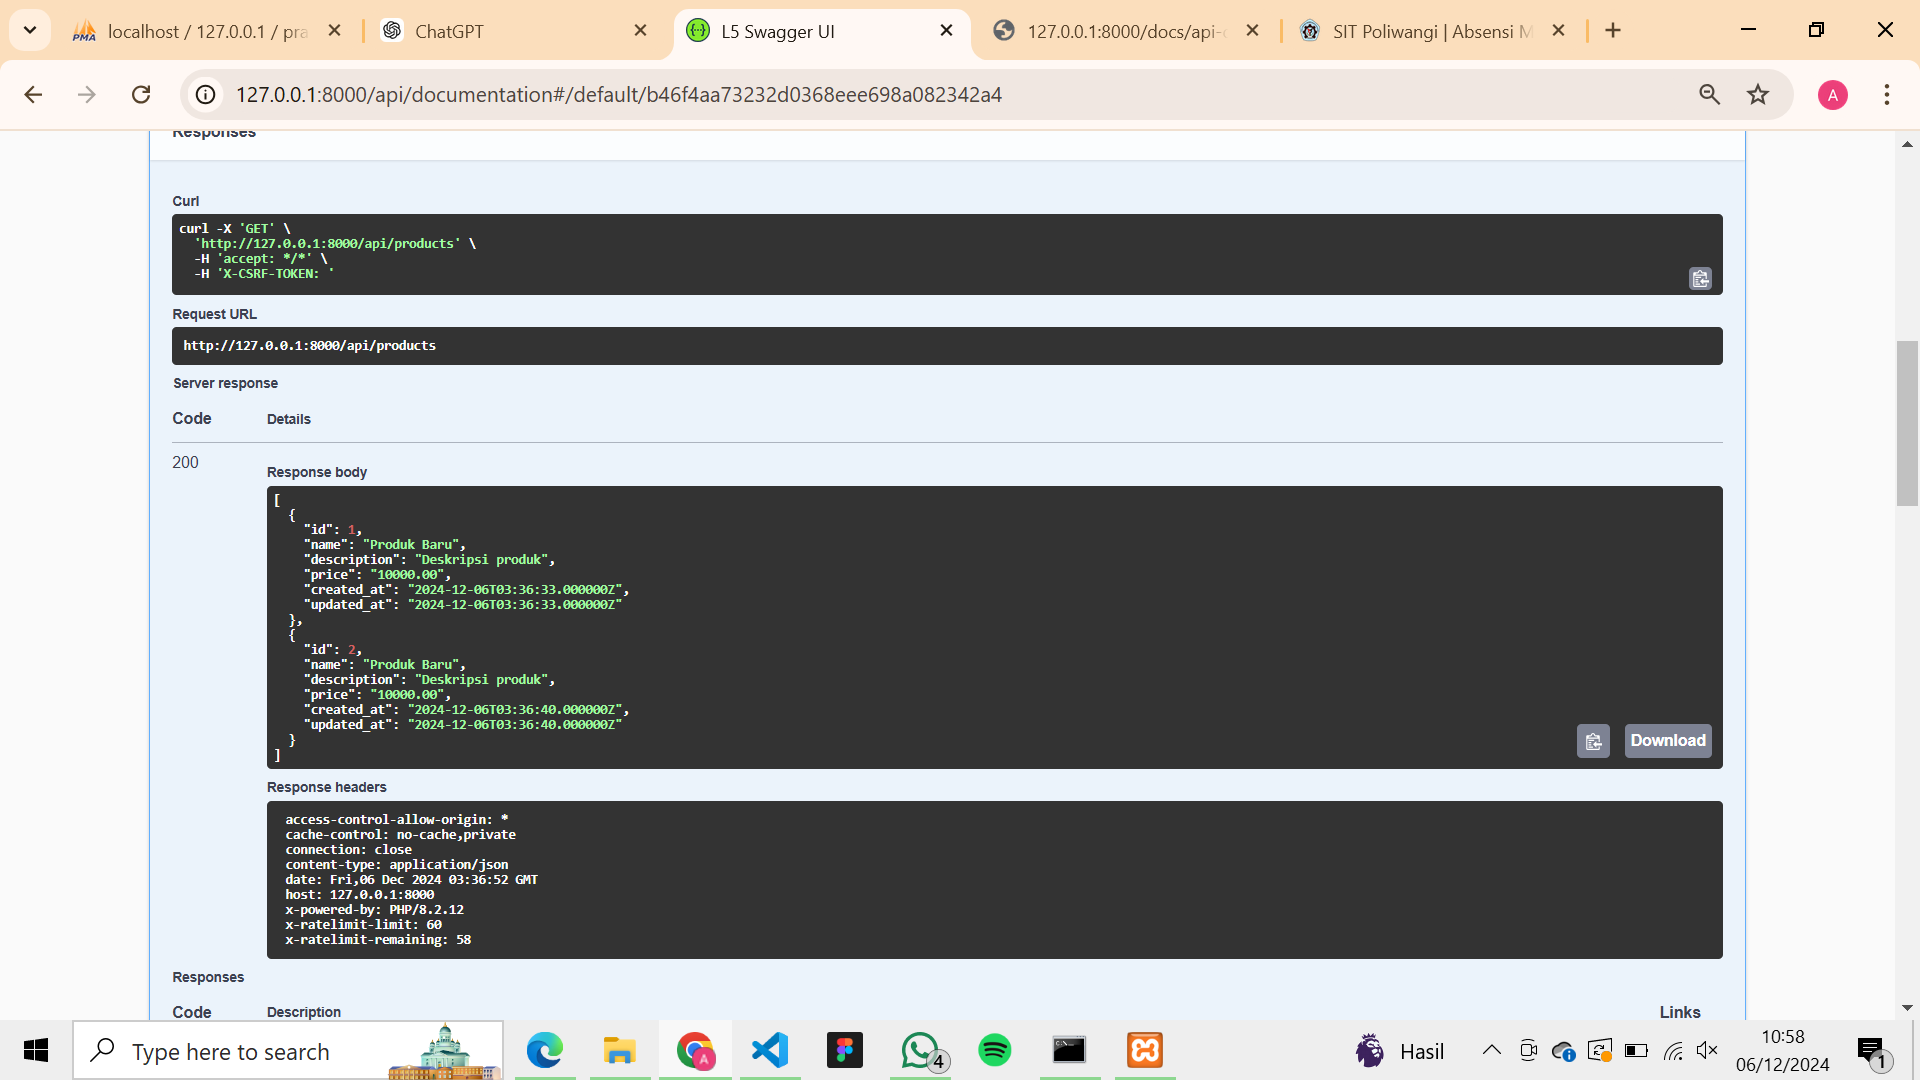 localhost / 127.0.0.1 / pra
ChatGPT
L5 Swagger UI
127.0.0.1:8000/docs/api-
SIT Poliwangi | Absensi M
127.0.0.1:8000/api/documentation#/default/b46f4aa73232d0368eee698a082342a4
A
Responses
Curl
curl -X 'GET' \
'http://127.0.0.1:8000/api/products' \
-H 'accept: */*' \
-H 'X-CSRF-TOKEN: '
Request URL
http://127.0.0.1:8000/api/products
Server response
Code Details
200
Response body
[
{
"id": 1,
"name": "Produk Baru",
"description": "Deskripsi produk",
"price": "10000.00",
"created_at": "2024-12-06T03:36:33.000000Z",
"updated_at": "2024-12-06T03:36:33.000000Z"
},
{
"id": 2,
"name": "Produk Baru",
"description": "Deskripsi produk",
"price": "10000.00",
"created_at": "2024-12-06T03:36:40.000000Z",
"updated_at": "2024-12-06T03:36:40.000000Z"
}
]
Download
Response headers
access-control-allow-origin: *
cache-control: no-cache,private
connection: close
content-type: application/json
date: Fri,06 Dec 2024 03:36:52 GMT
host: 127.0.0.1:8000
x-powered-by: PHP/8.2.12
x-ratelimit-limit: 60
x-ratelimit-remaining: 58
Responses
Code Description Links
Type here to search
4
Hasil
10:58
06/12/2024
1